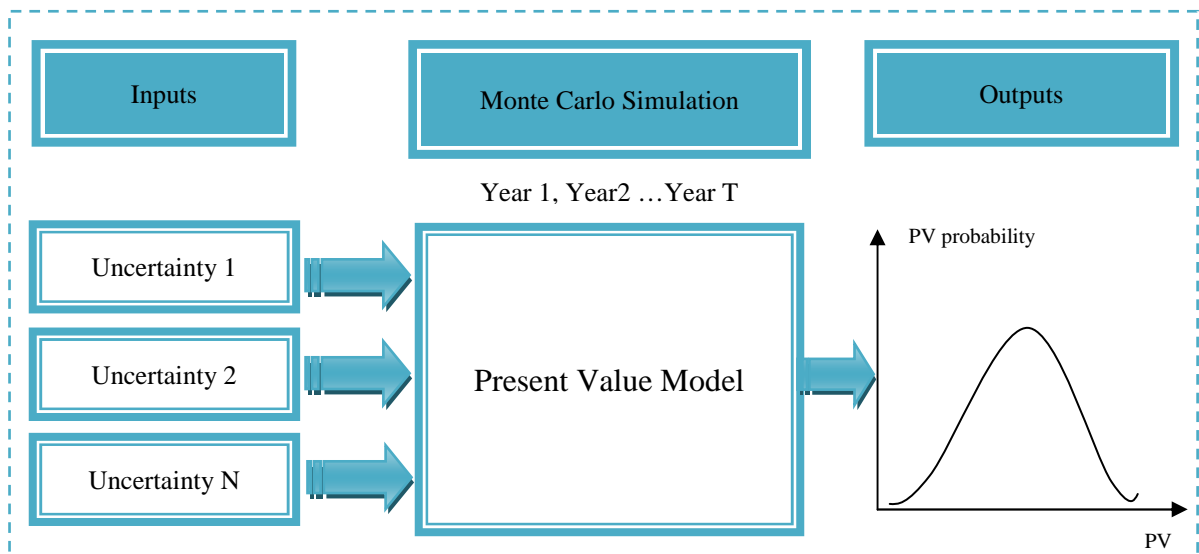 Inputs
Monte Carlo Simulation
Outputs
Year 1, Year2 …Year T
Uncertainty 1
Uncertainty 2
Uncertainty N
Present Value Model
PV probability
PV